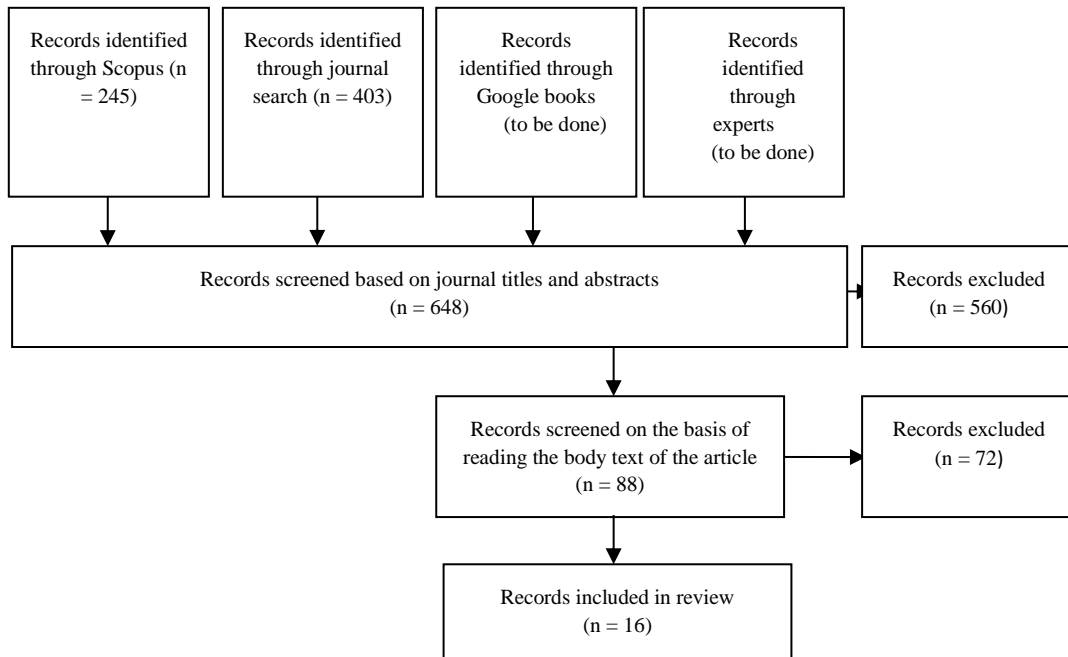 Records identified
through Scopus (n
= 245)
Records identified
through journal
search (n = 403)
Records
identified through
Google books
(to be done)
Records
identified
through
experts
(to be done)
Records screened based on journal titles and abstracts
(n = 648)
Records excluded
(n = 560)
Records screened on the basis of
reading the body text of the article
(n = 88)
Records excluded
(n = 72)
Records included in review
(n = 16)